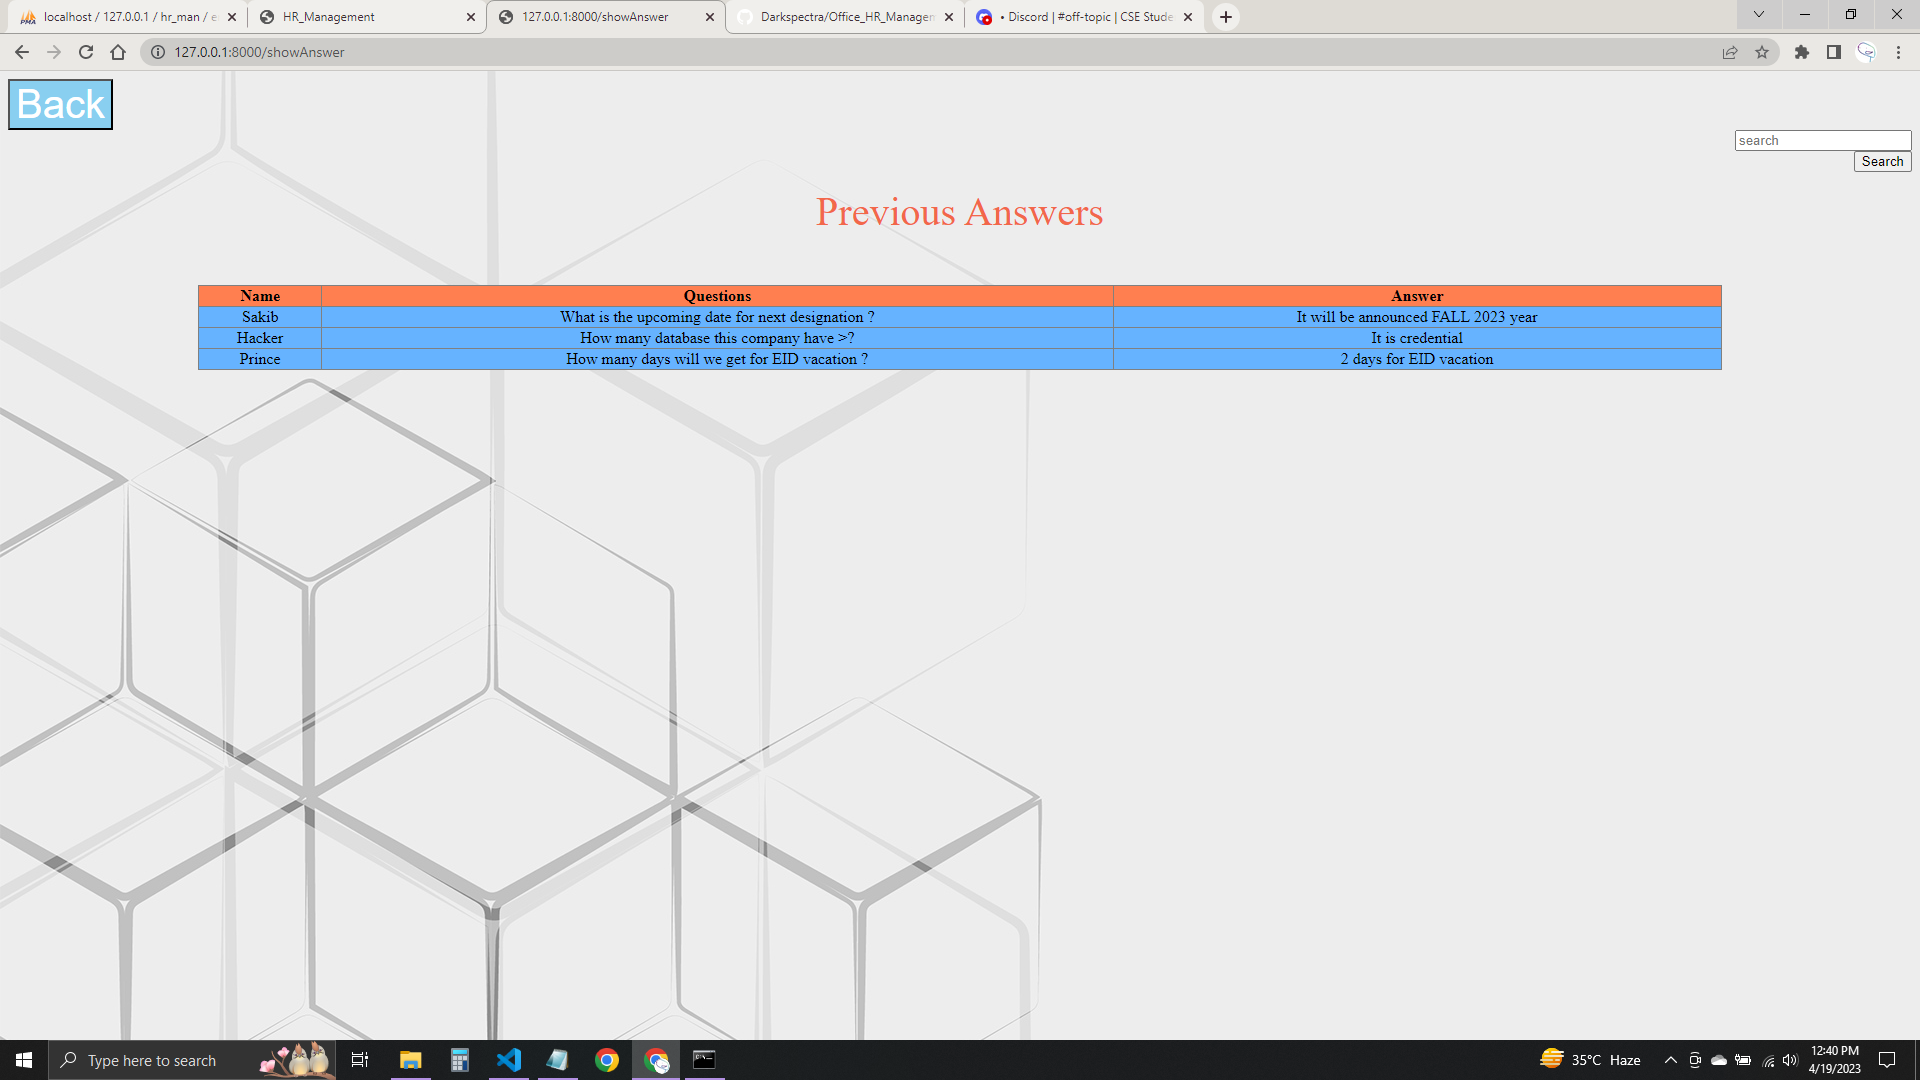 localhost / 127.0.0.1 / hr_man / e
HR_Management
127.0.0.1:8000/showAnswer
Darkspectra/Office_HR_Managem
• Discord | #off-topic | CSE Stude
127.0.0.1:8000/showAnswer
Back
search
Search
Previous Answers
Name Questions Answer
Sakib What is the upcoming date for next designation ? It will be announced FALL 2023 year
Hacker How many database this company have >? It is credential
Prince How many days will we get for EID vacation ? 2 days for EID vacation
Type here to search
35°C Haze
12:40 PM
4/19/2023